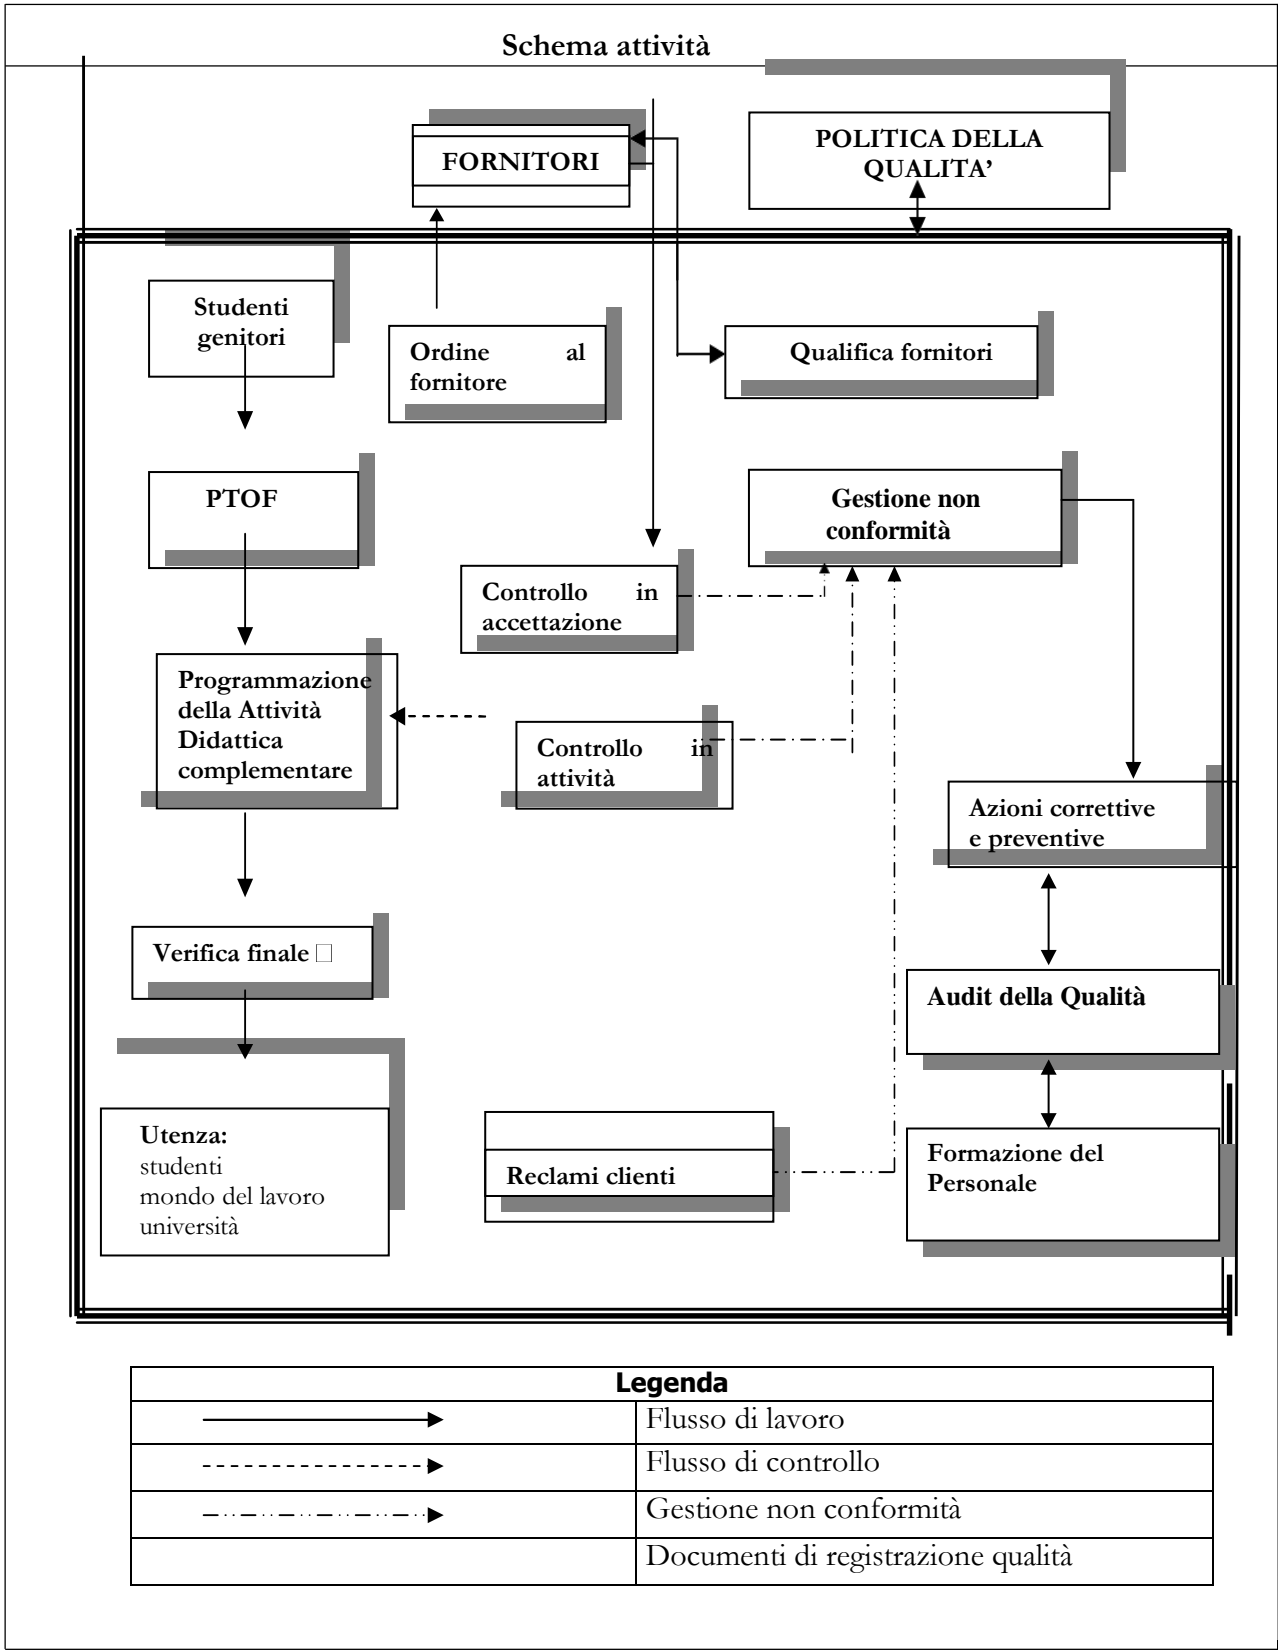 Schema attività
FORNITORI
POLITICA DELLA
QUALITA’
Studenti
genitori
Ordine al
fornitore
Qualifica fornitori
PTOF
Gestione non
conformità
Controllo in
accettazione
Programmazione
della Attività
Didattica
complementare
Controllo in
attività
Azioni correttive
e preventive
Verifica finale □
Audit della Qualità
Utenza:
studenti
mondo del lavoro
università
Reclami clienti
Formazione del
Personale
Legenda
Flusso di lavoro
Flusso di controllo
Gestione non conformità
Documenti di registrazione qualità